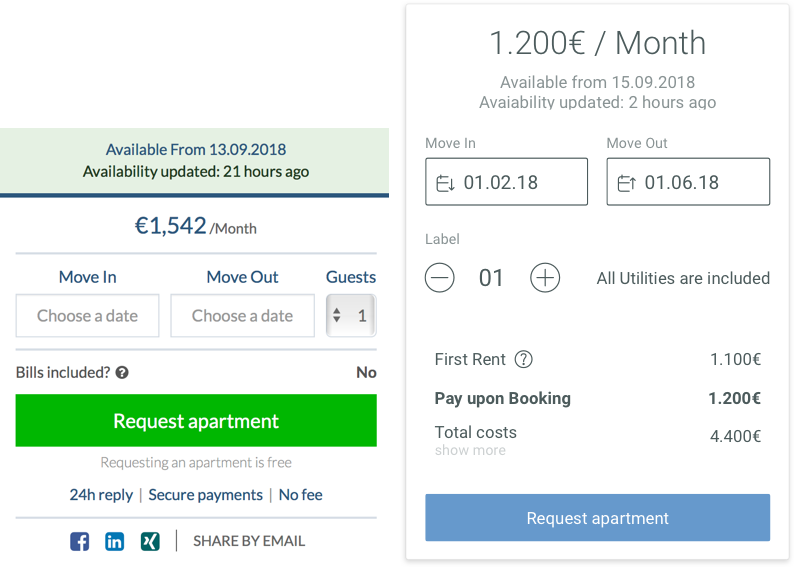 Available From 13.09.2018
Availability updated: 21 hours ago
€1,542 /Month
Move In Move Out Guests
Choose a date Choose a date 1
Bills included? ? No
Request apartment
Requesting an apartment is free
24h reply | Secure payments | No fee
SHARE BY EMAIL
1.200€ / Month
Available from 15.09.2018
Avaiability updated: 2 hours ago
Move In Move Out
01.02.18 01.06.18
Label
01 All Utilities are included
First Rent ? 1.100€
Pay upon Booking 1.200€
Total costs 4.400€
show more
Request apartment